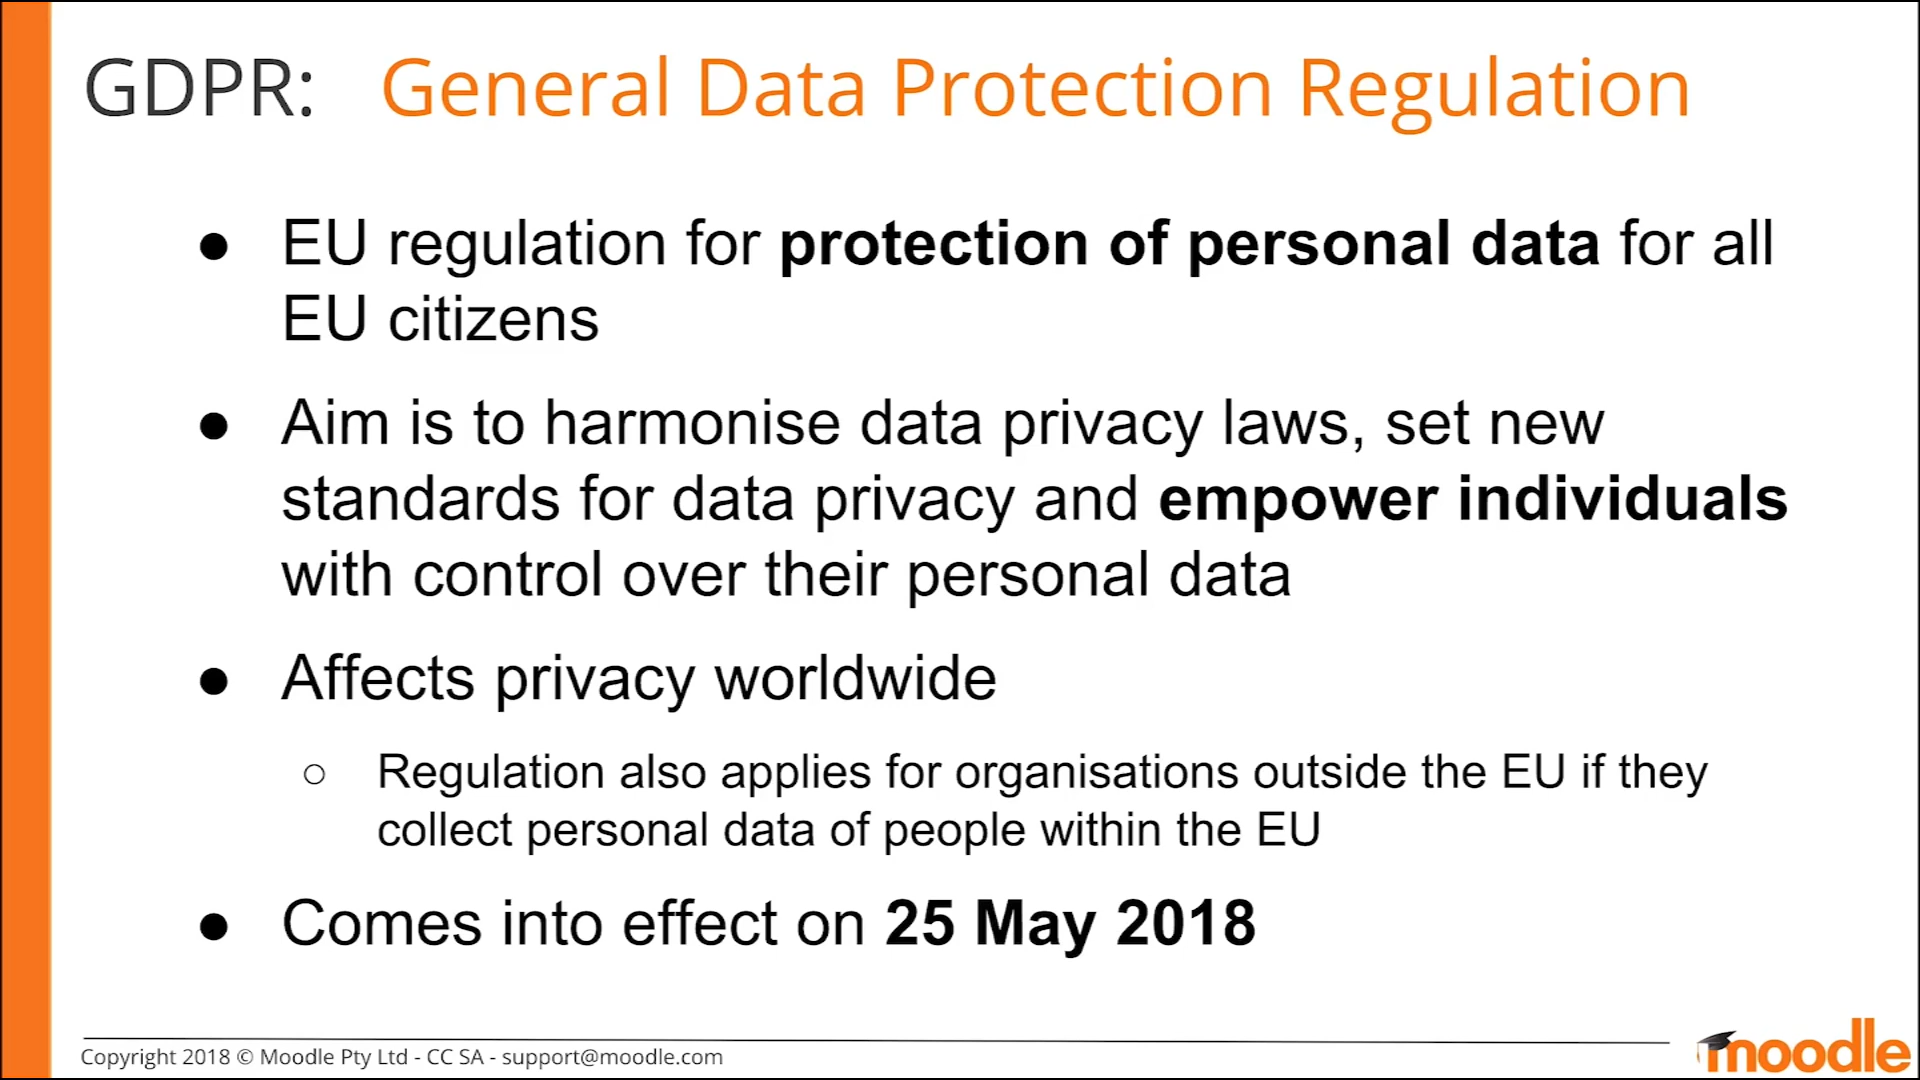 GDPR: General Data Protection Regulation
● EU regulation for protection of personal data for all
EU citizens
● Aim is to harmonise data privacy laws, set new
standards for data privacy and empower individuals
with control over their personal data
● Affects privacy worldwide
○ Regulation also applies for organisations outside the EU if they
collect personal data of people within the EU
● Comes into effect on 25 May 2018
Copyright 2018 © Moodle Pty Ltd - CC SA - support@moodle.com
moodle